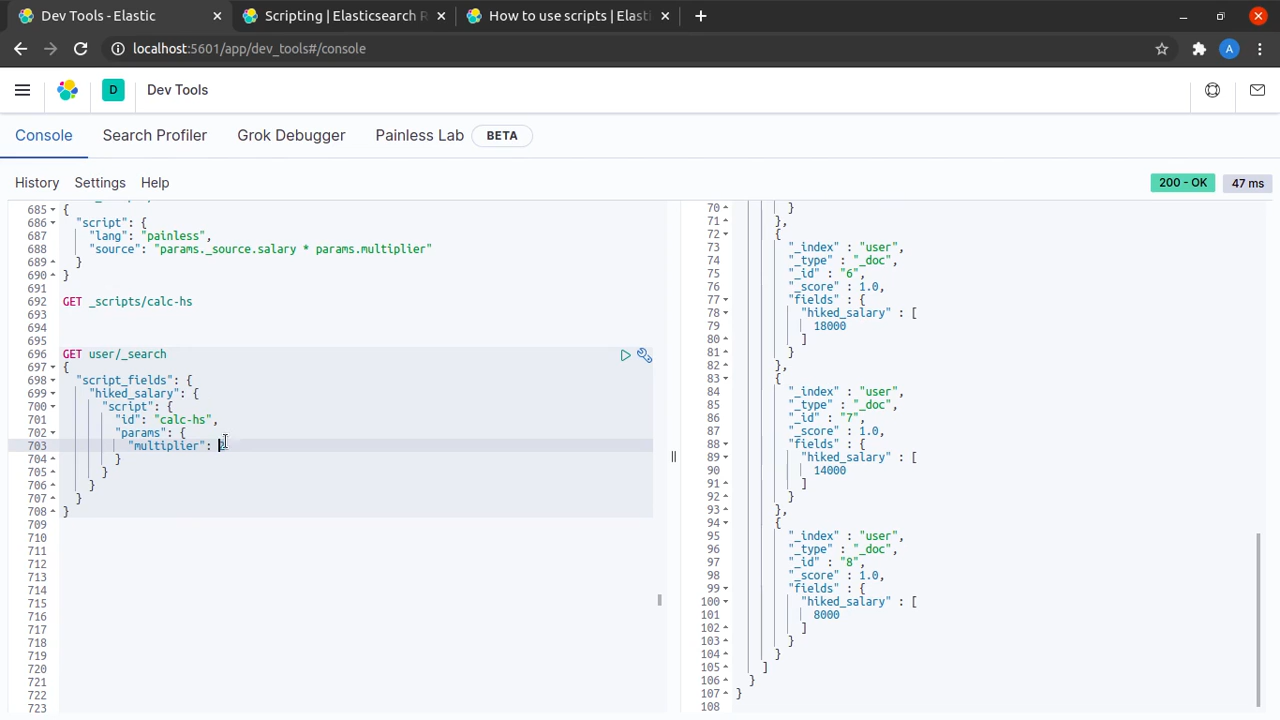 Dev Tools - Elastic
Scripting | Elasticsearch R
How to use scripts | Elasti
localhost:5601/app/dev_tools#/console
A
D
Dev Tools
Console
Search Profiler
Grok Debugger
Painless Lab
BETA
History
Settings
Help
200 - OK
47 ms
685 {
686 "script": {
687 "lang": "painless",
688 "source": "params._source.salary * params.multiplier"
689 }
690 }
691
692 GET _scripts/calc-hs
693
694
695
696 GET user/_search
697 {
698 "script_fields": {
699 "hiked_salary": {
700 "script": {
701 "id": "calc-hs",
702 "params": {
703 "multiplier": 2
704 }
705 }
706 }
707 }
708 }
709
710
711
712
713
714
715
716
717
718
719
720
721
722
723
70 }
71 },
72 {
73 "_index" : "user",
74 "_type" : "_doc",
75 "_id" : "6",
76 "_score" : 1.0,
77 "fields" : {
78 "hiked_salary" : [
79 18000
80 ]
81 }
82 },
83 {
84 "_index" : "user",
85 "_type" : "_doc",
86 "_id" : "7",
87 "_score" : 1.0,
88 "fields" : {
89 "hiked_salary" : [
90 14000
91 ]
92 }
93 },
94 {
95 "_index" : "user",
96 "_type" : "_doc",
97 "_id" : "8",
98 "_score" : 1.0,
99 "fields" : {
100 "hiked_salary" : [
101 8000
102 ]
103 }
104 }
105 ]
106 }
107 }
108